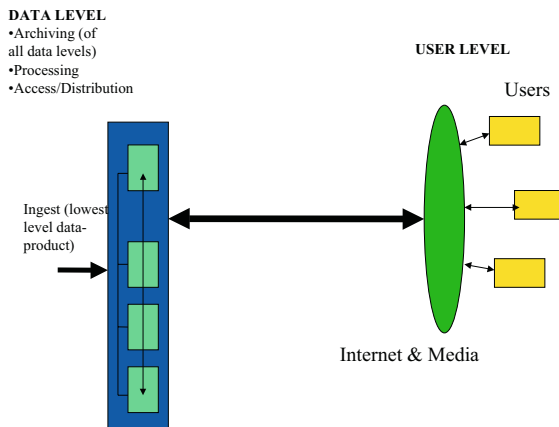 DATA LEVEL
•Archiving (of
all data levels)
•Processing
•Access/Distribution
USER LEVEL
Users
Ingest (lowest
level data-
product)
Internet & Media